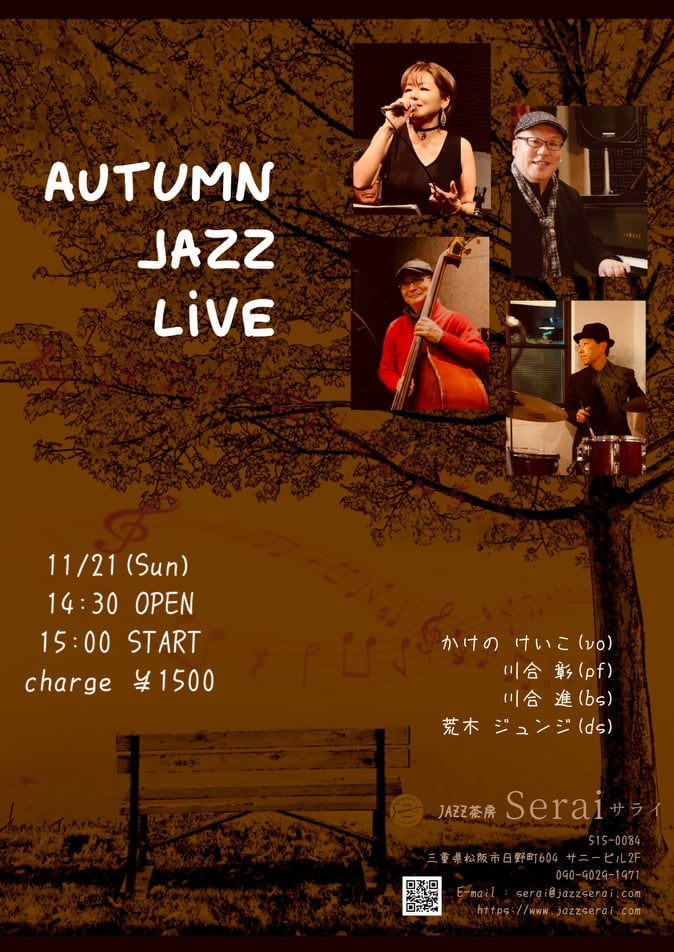 AUTUMN
JAZZ
LiVE
11/21(Sun)
14:30 OPEN
15:00 START
charge ¥1500
かけの けいこ(vo)
川合 彰(pf)
川合 進(bs)
荒木 ジュンジ(ds)
JAZZ茶房 Serai サライ
515-0084
三重県松阪市日野町604 サニービル2F
090-9029-1971
E-mail : serai@jazzserai.com
https://www.jazzserai.com